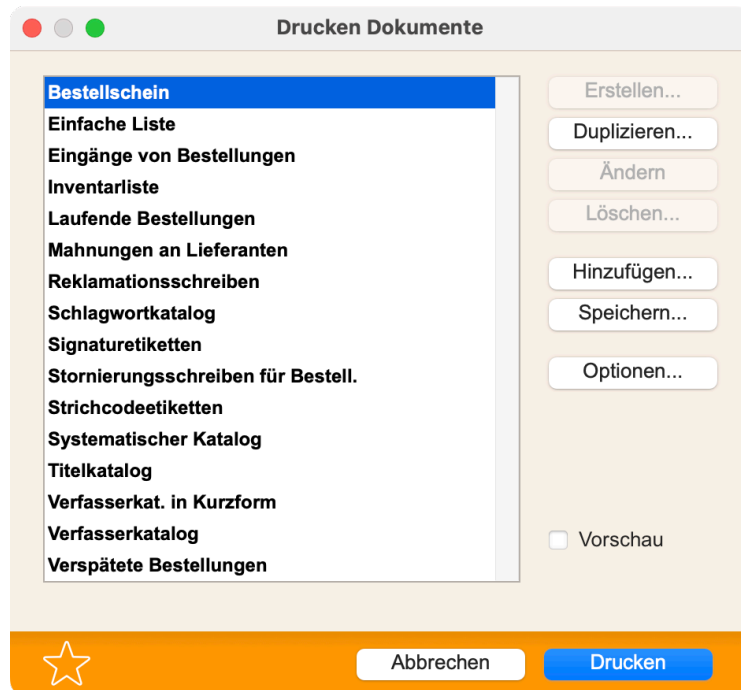 Drucken Dokumente
Bestellschein
Einfache Liste
Eingänge von Bestellungen
Inventarliste
Laufende Bestellungen
Mahnungen an Lieferanten
Reklamationsschreiben
Schlagwortkatalog
Signaturetiketten
Stornierungsschreiben für Bestell.
Strichcodeetiketten
Systematischer Katalog
Titelkatalog
Verfasserkat. in Kurzform
Verfasserkatalog
Verspätete Bestellungen
Erstellen...
Duplizieren...
Ändern
Löschen...
Hinzufügen...
Speichern...
Optionen...
Vorschau
Abbrechen
Drucken